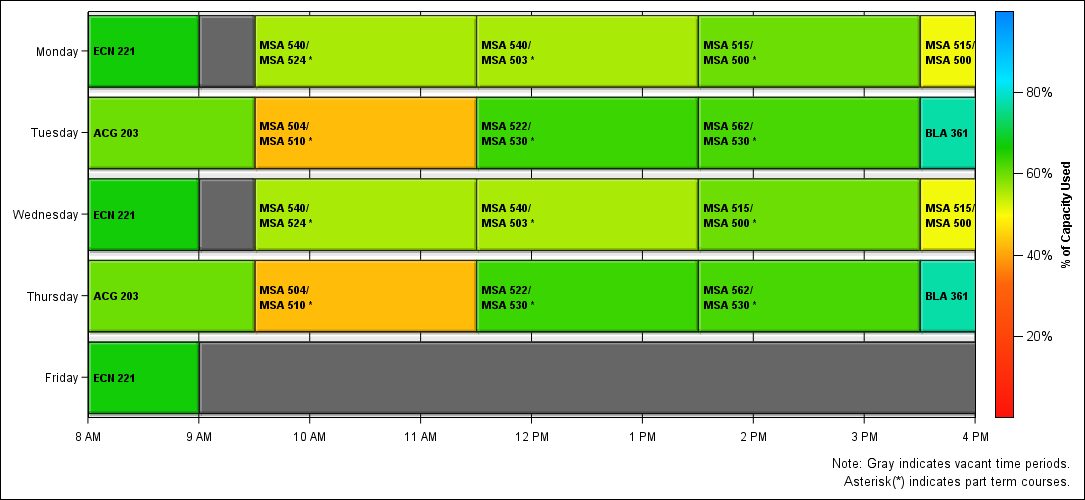 Monday
ECN 221
MSA 540/
MSA 524 *
MSA 540/
MSA 503 *
MSA 515/
MSA 500 *
MSA 515/
MSA 500
Tuesday
ACG 203
MSA 504/
MSA 510 *
MSA 522/
MSA 530 *
MSA 562/
MSA 530 *
BLA 361
Wednesday
ECN 221
MSA 540/
MSA 524 *
MSA 540/
MSA 503 *
MSA 515/
MSA 500 *
MSA 515/
MSA 500
Thursday
ACG 203
MSA 504/
MSA 510 *
MSA 522/
MSA 530 *
MSA 562/
MSA 530 *
BLA 361
Friday
ECN 221
8 AM
9 AM
10 AM
11 AM
12 PM
1 PM
2 PM
3 PM
4 PM
80%
60%
40%
20%
% of Capacity Used
Note: Gray indicates vacant time periods.
Asterisk(*) indicates part term courses.